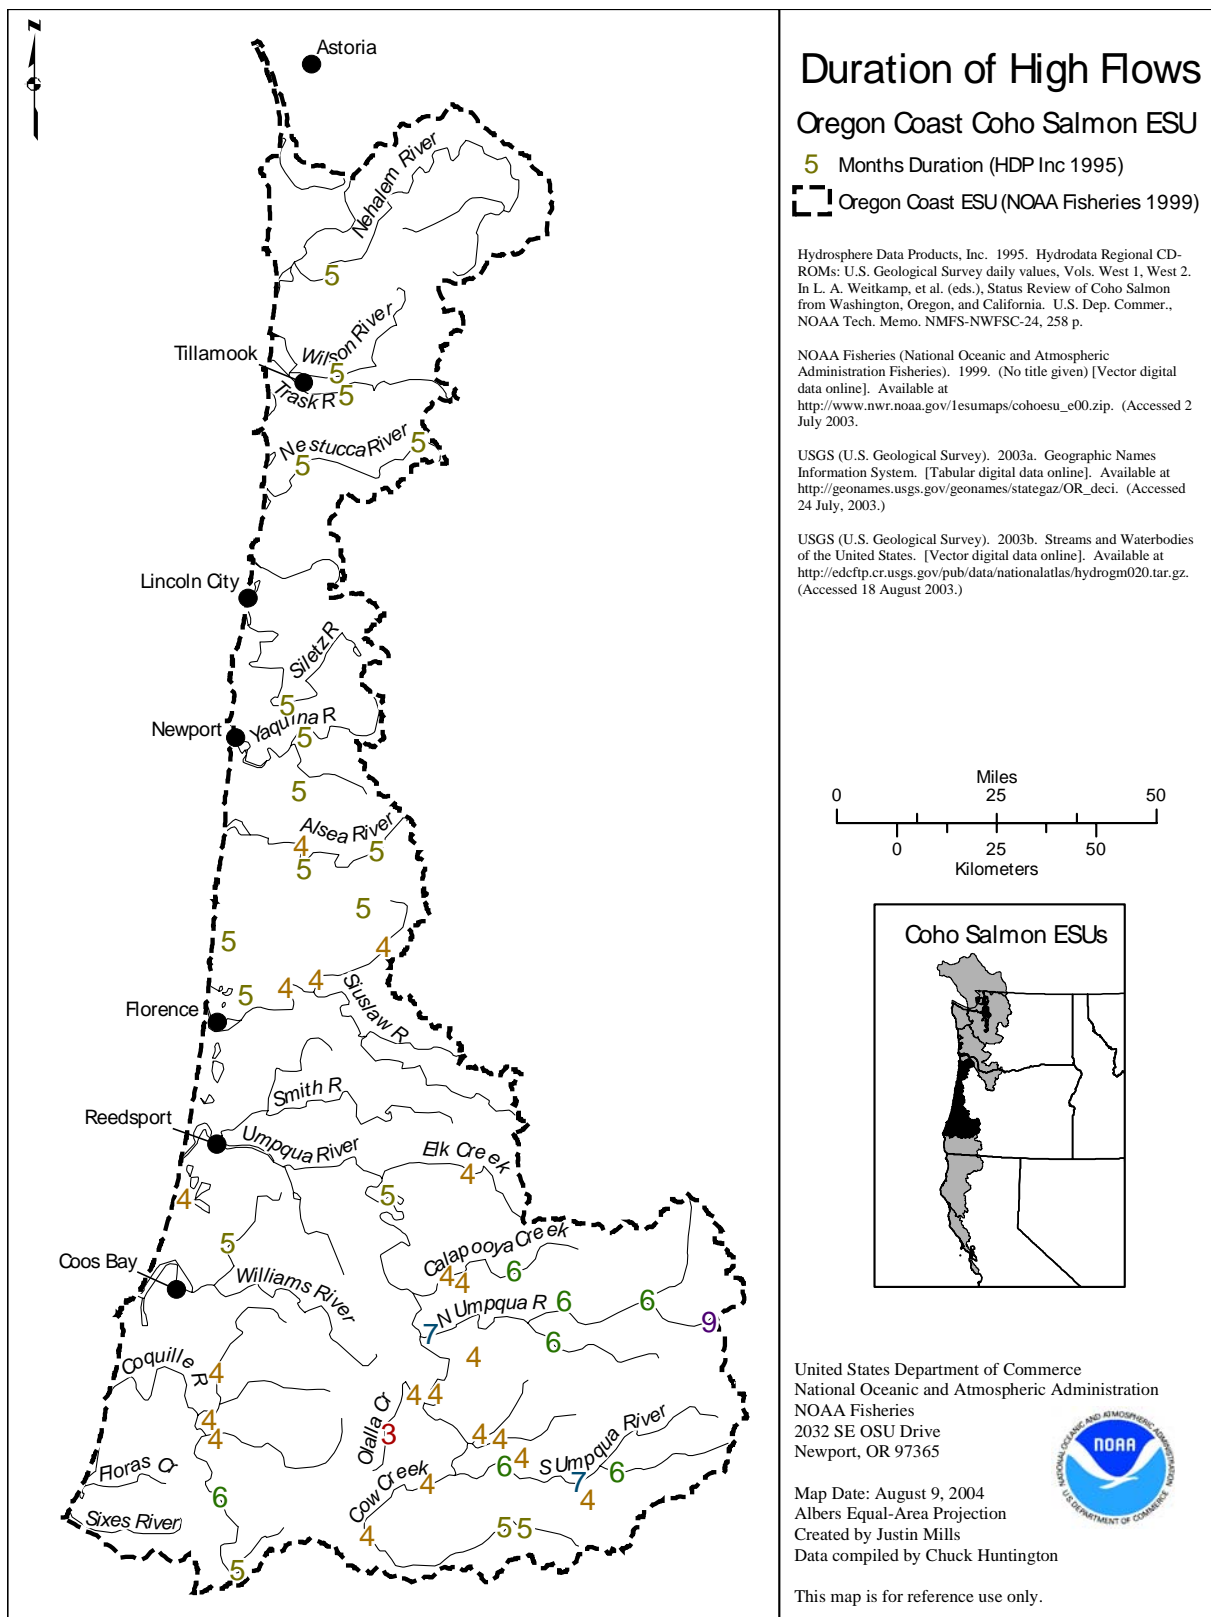 Z
Astoria
Nehalem River
5
Wilson River
Tillamook
5
Trask R
5
Nestucca River
5
5
Lincoln City
Siletz R
5
Newport
Yaquina R
5
5
Alsea River
4
5
5
5
5
4
4
4
5
Siuslaw R
Florence
Smith R
Reedsport
Umpqua River
Elk Creek
4
5
4
5
Calapooya Creek
4
4
6
Coos Bay
Williams River
N Umpqua R
6
6
9
7
6
4
Coquille R
4
4
4
4
4
Olalla Cr
3
4
4
4
4
S Umpqua River
6
7
6
4
Floras Cr
Cow Creek
4
6
Sixes River
4
5
5
5
Duration of High Flows
Oregon Coast Coho Salmon ESU
5 Months Duration (HDP Inc 1995)
Oregon Coast ESU (NOAA Fisheries 1999)
Hydrosphere Data Products, Inc. 1995. Hydrodata Regional CD-
ROMs: U.S. Geological Survey daily values, Vols. West 1, West 2.
In L. A. Weitkamp, et al. (eds.), Status Review of Coho Salmon
from Washington, Oregon, and California. U.S. Dep. Commer.,
NOAA Tech. Memo. NMFS-NWFSC-24, 258 p.
NOAA Fisheries (National Oceanic and Atmospheric
Administration Fisheries). 1999. (No title given) [Vector digital
data online]. Available at
http://www.nwr.noaa.gov/1esumaps/cohoesu_e00.zip. (Accessed 2
July 2003.
USGS (U.S. Geological Survey). 2003a. Geographic Names
Information System. [Tabular digital data online]. Available at
http://geonames.usgs.gov/geonames/stategaz/OR_deci. (Accessed
24 July, 2003.)
USGS (U.S. Geological Survey). 2003b. Streams and Waterbodies
of the United States. [Vector digital data online]. Available at
http://edcftp.cr.usgs.gov/pub/data/nationalatlas/hydrogm020.tar.gz.
(Accessed 18 August 2003.)
Miles
0 25 50
0 25 50
Kilometers
Coho Salmon ESUs
United States Department of Commerce
National Oceanic and Atmospheric Administration
NOAA Fisheries
2032 SE OSU Drive
Newport, OR 97365
Map Date: August 9, 2004
Albers Equal-Area Projection
Created by Justin Mills
Data compiled by Chuck Huntington
This map is for reference use only.
NATIONAL OCEANIC AND ATMOSPHERIC ADMINISTRATION
NOAA
U.S. DEPARTMENT OF COMMERCE